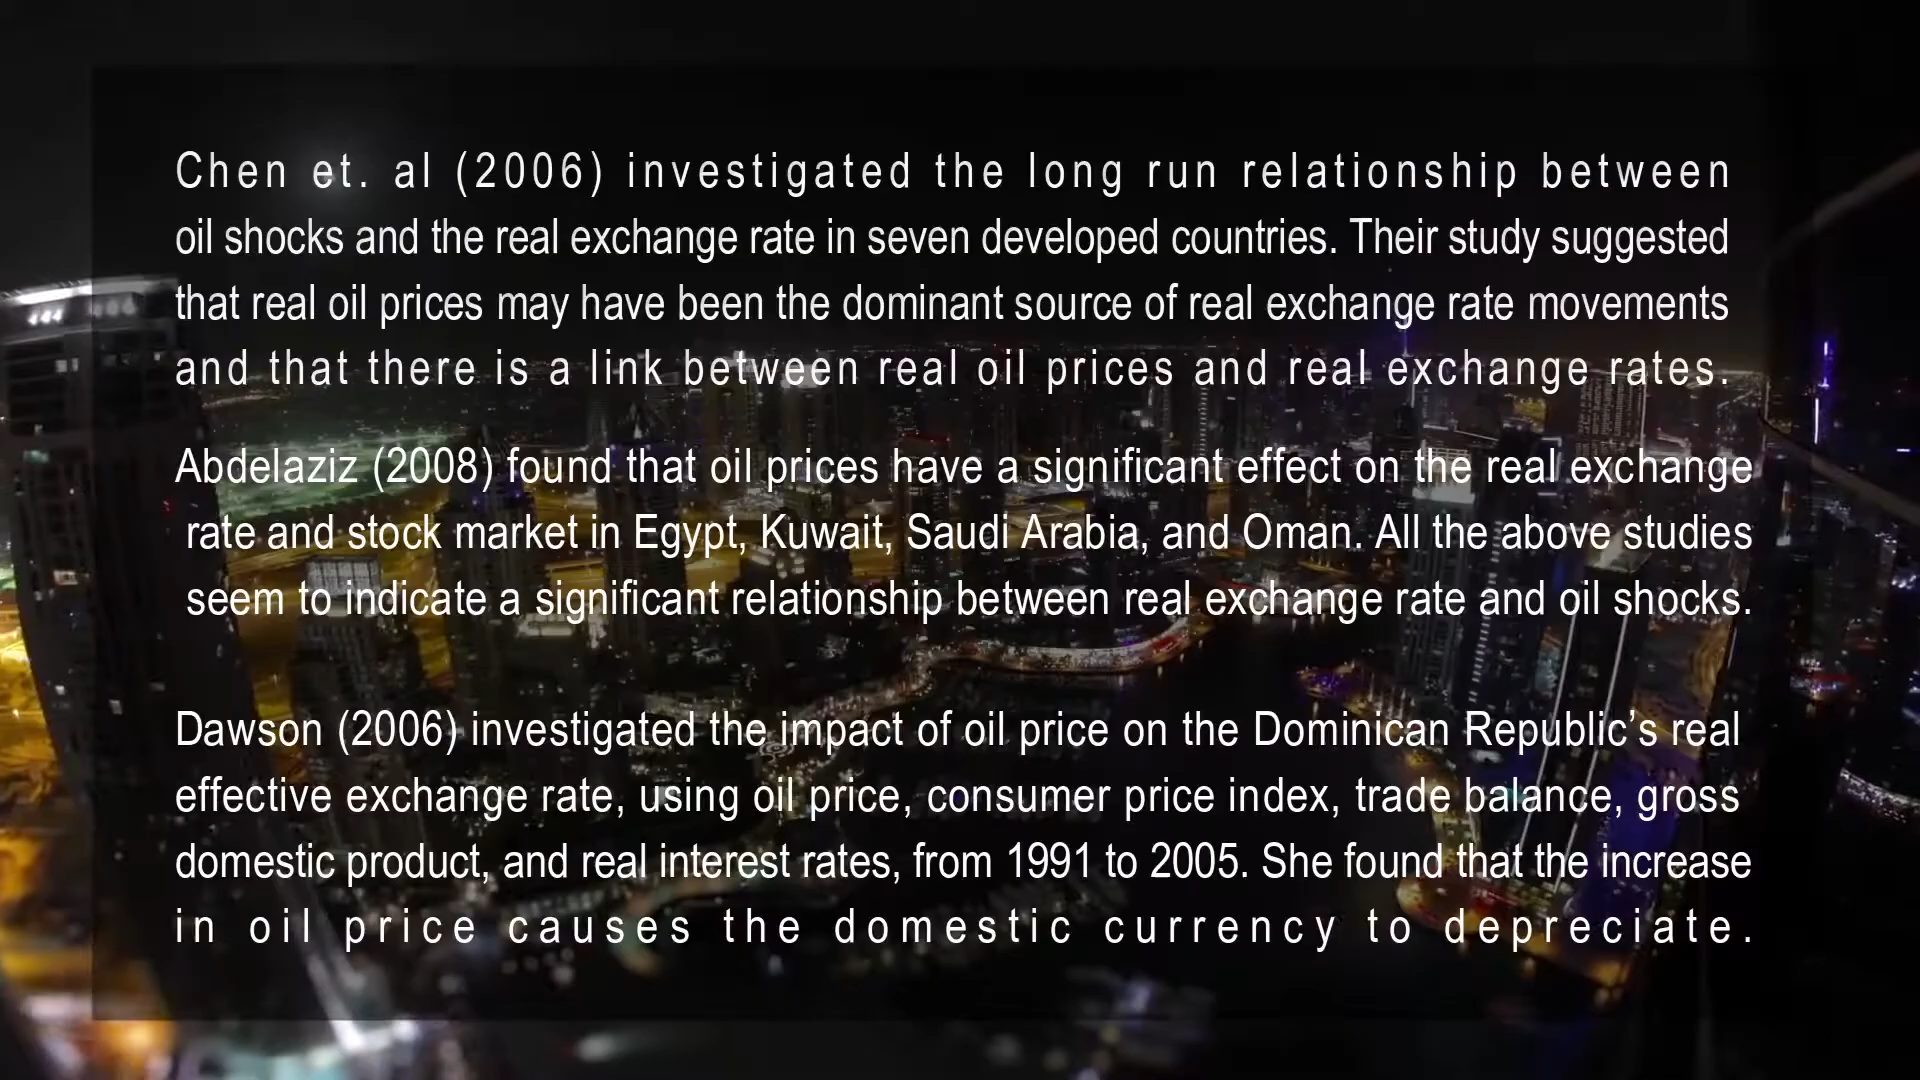 Chen et. al (2006) investigated the long run relationship between
oil shocks and the real exchange rate in seven developed countries. Their study suggested
that real oil prices may have been the dominant source of real exchange rate movements
and that there is a link between real oil prices and real exchange rates.
Abdelaziz (2008) found that oil prices have a significant effect on the real exchange
rate and stock market in Egypt, Kuwait, Saudi Arabia, and Oman. All the above studies
seem to indicate a significant relationship between real exchange rate and oil shocks.
Dawson (2006) investigated the impact of oil price on the Dominican Republic’s real
effective exchange rate, using oil price, consumer price index, trade balance, gross
domestic product, and real interest rates, from 1991 to 2005. She found that the increase
in oil price causes the domestic currency to depreciate.